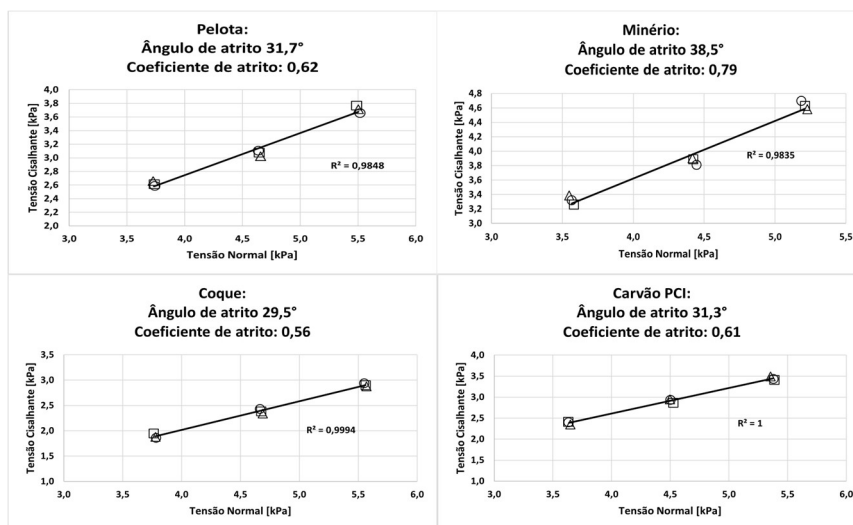 Pelota:
Ângulo de atrito 31,7°
Coeficiente de atrito: 0,62
Tensão Cisalhante [kPa]
4,0
3,8
3,6
3,4
3,2
3,0
2,8
2,6
2,4
2,2
2,0
R² = 0,9848
3,0 3,5 4,0 4,5 5,0 5,5 6,0
Tensão Normal [kPa]
Minério:
Ângulo de atrito 38,5°
Coeficiente de atrito: 0,79
Tensão Cisalhante [kPa]
4,8
4,6
4,4
4,2
4,0
3,8
3,6
3,4
3,2
3,0
R² = 0,9835
3,0 3,5 4,0 4,5 5,0 5,5
Tensão Normal [kPa]
Coque:
Ângulo de atrito 29,5°
Coeficiente de atrito: 0,56
Tensão Cisalhante [kPa]
3,5
3,0
2,5
2,0
1,5
1,0
R² = 0,9994
3,0 3,5 4,0 4,5 5,0 5,5 6,0
Tensão Normal [kPa]
Carvão PCI:
Ângulo de atrito 31,3°
Coeficiente de atrito: 0,61
Tensão Cisalhante [kPa]
4,0
3,5
3,0
2,5
2,0
1,5
1,0
R² = 1
3,0 3,5 4,0 4,5 5,0 5,5 6,0
Tensão Normal [kPa]